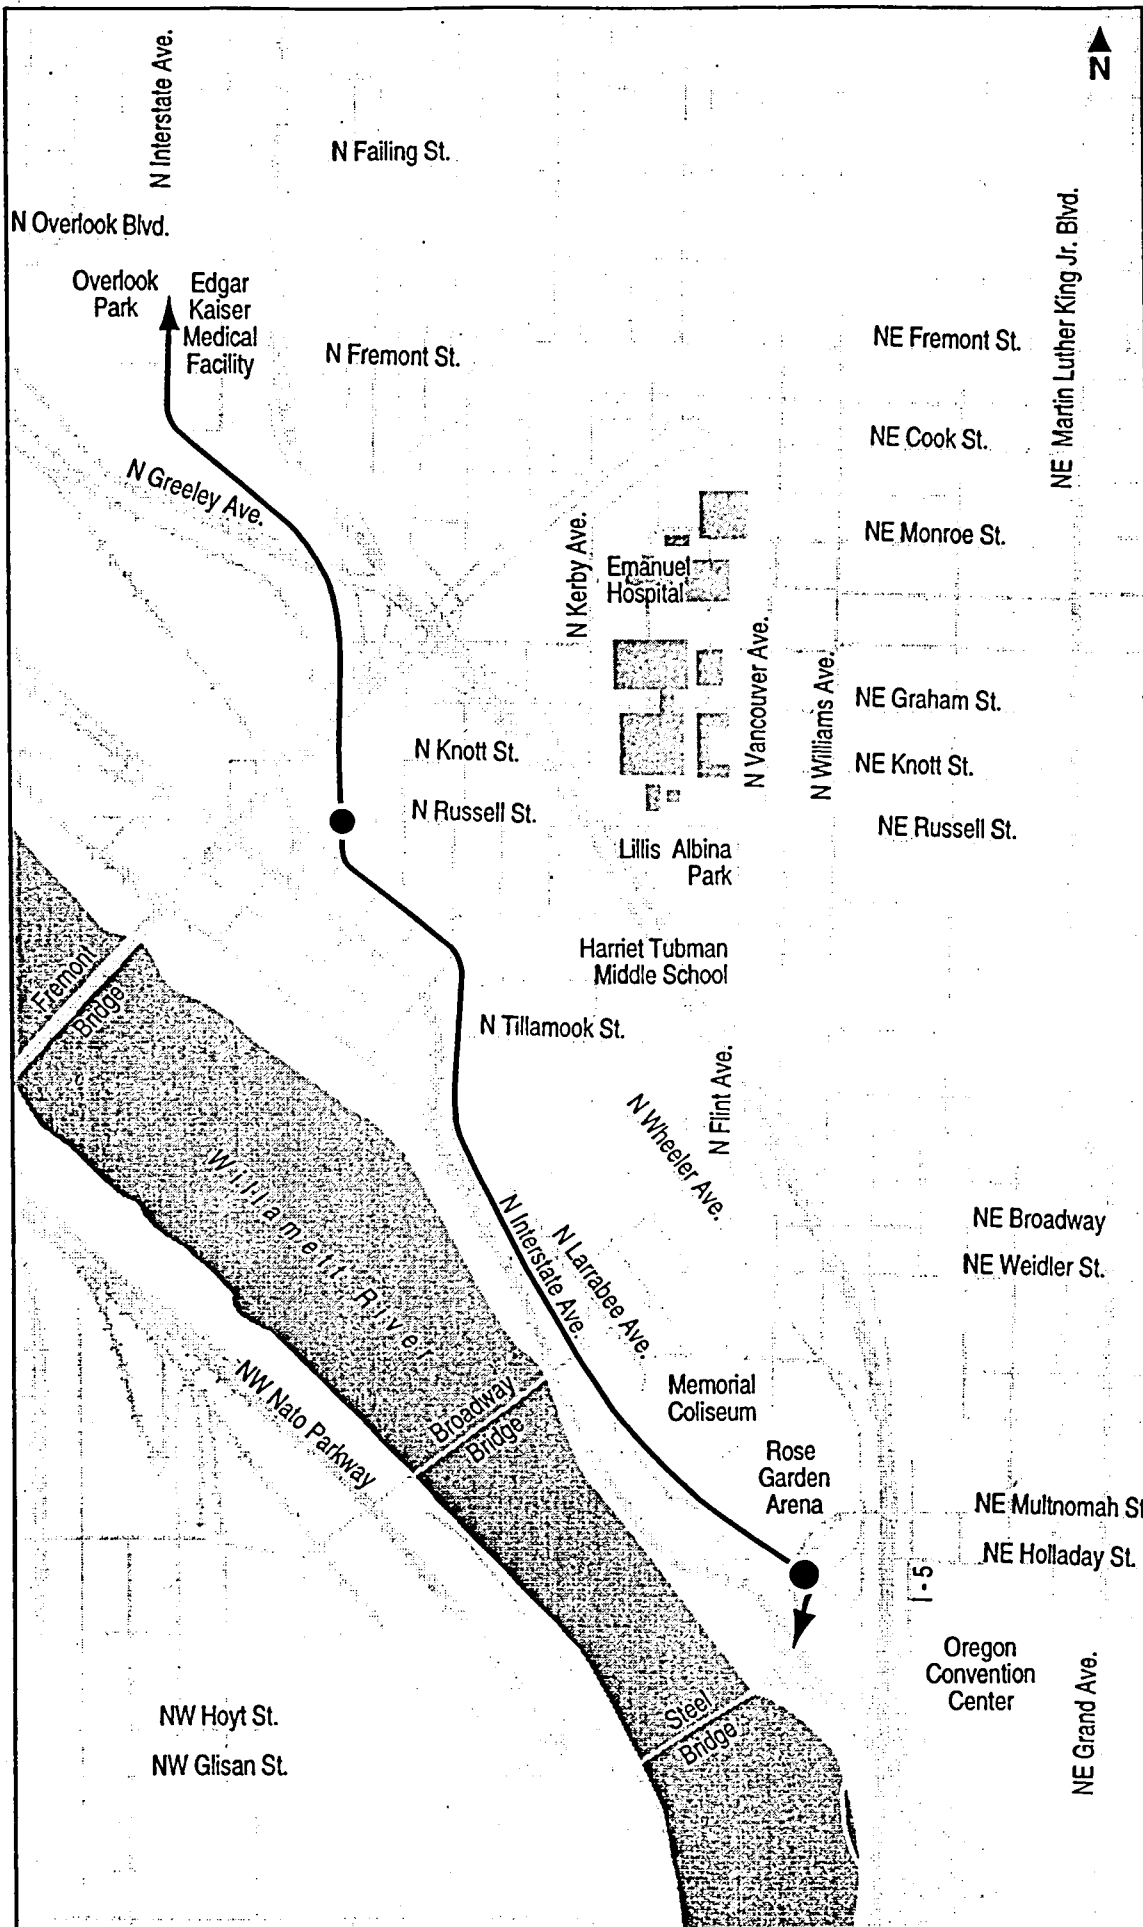 N
N Interstate Ave.
N Failing St.
N Overlook Blvd.
NE Martin Luther King Jr. Blvd.
Overlook
Park
Edgar
Kaiser
Medical
Facility
N Fremont St.
NE Fremont St.
NE Cook St.
N Greeley Ave.
N Kerby Ave.
NE Monroe St.
Emanuel
Hospital
N Vancouver Ave.
N Williams Ave.
NE Graham St.
N Knott St.
NE Knott St.
N Russell St.
NE Russell St.
Lillis Albina
Park
Harriet Tubman
Middle School
Fremont
Bridge
N Tillamook St.
N Flint Ave.
N Wheeler Ave.
Willamett River
N Interstate Ave.
N Larrabee Ave.
NE Broadway
NE Weidler St.
NW Nato Parkway
Broadway
Bridge
Memorial
Coliseum
Rose
Garden
Arena
NE Multnomah St
NE Holladay St.
I - 5
Oregon
Convention
Center
NE Grand Ave.
Steel
Bridge
NW Hoyt St.
NW Glisan St.